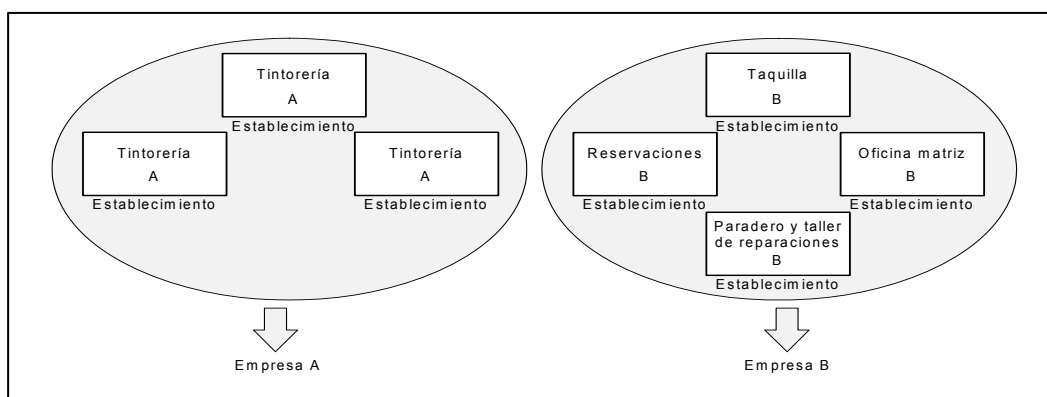 Tintorería
A
Establecimiento
Tintorería
A
Establecimiento
Tintorería
A
Establecimiento
Empresa A
Taquilla
B
Establecimiento
Reservaciones
B
Establecimiento
Oficina matriz
B
Establecimiento
Paradero y taller
de reparaciones
B
Establecimiento
Empresa B